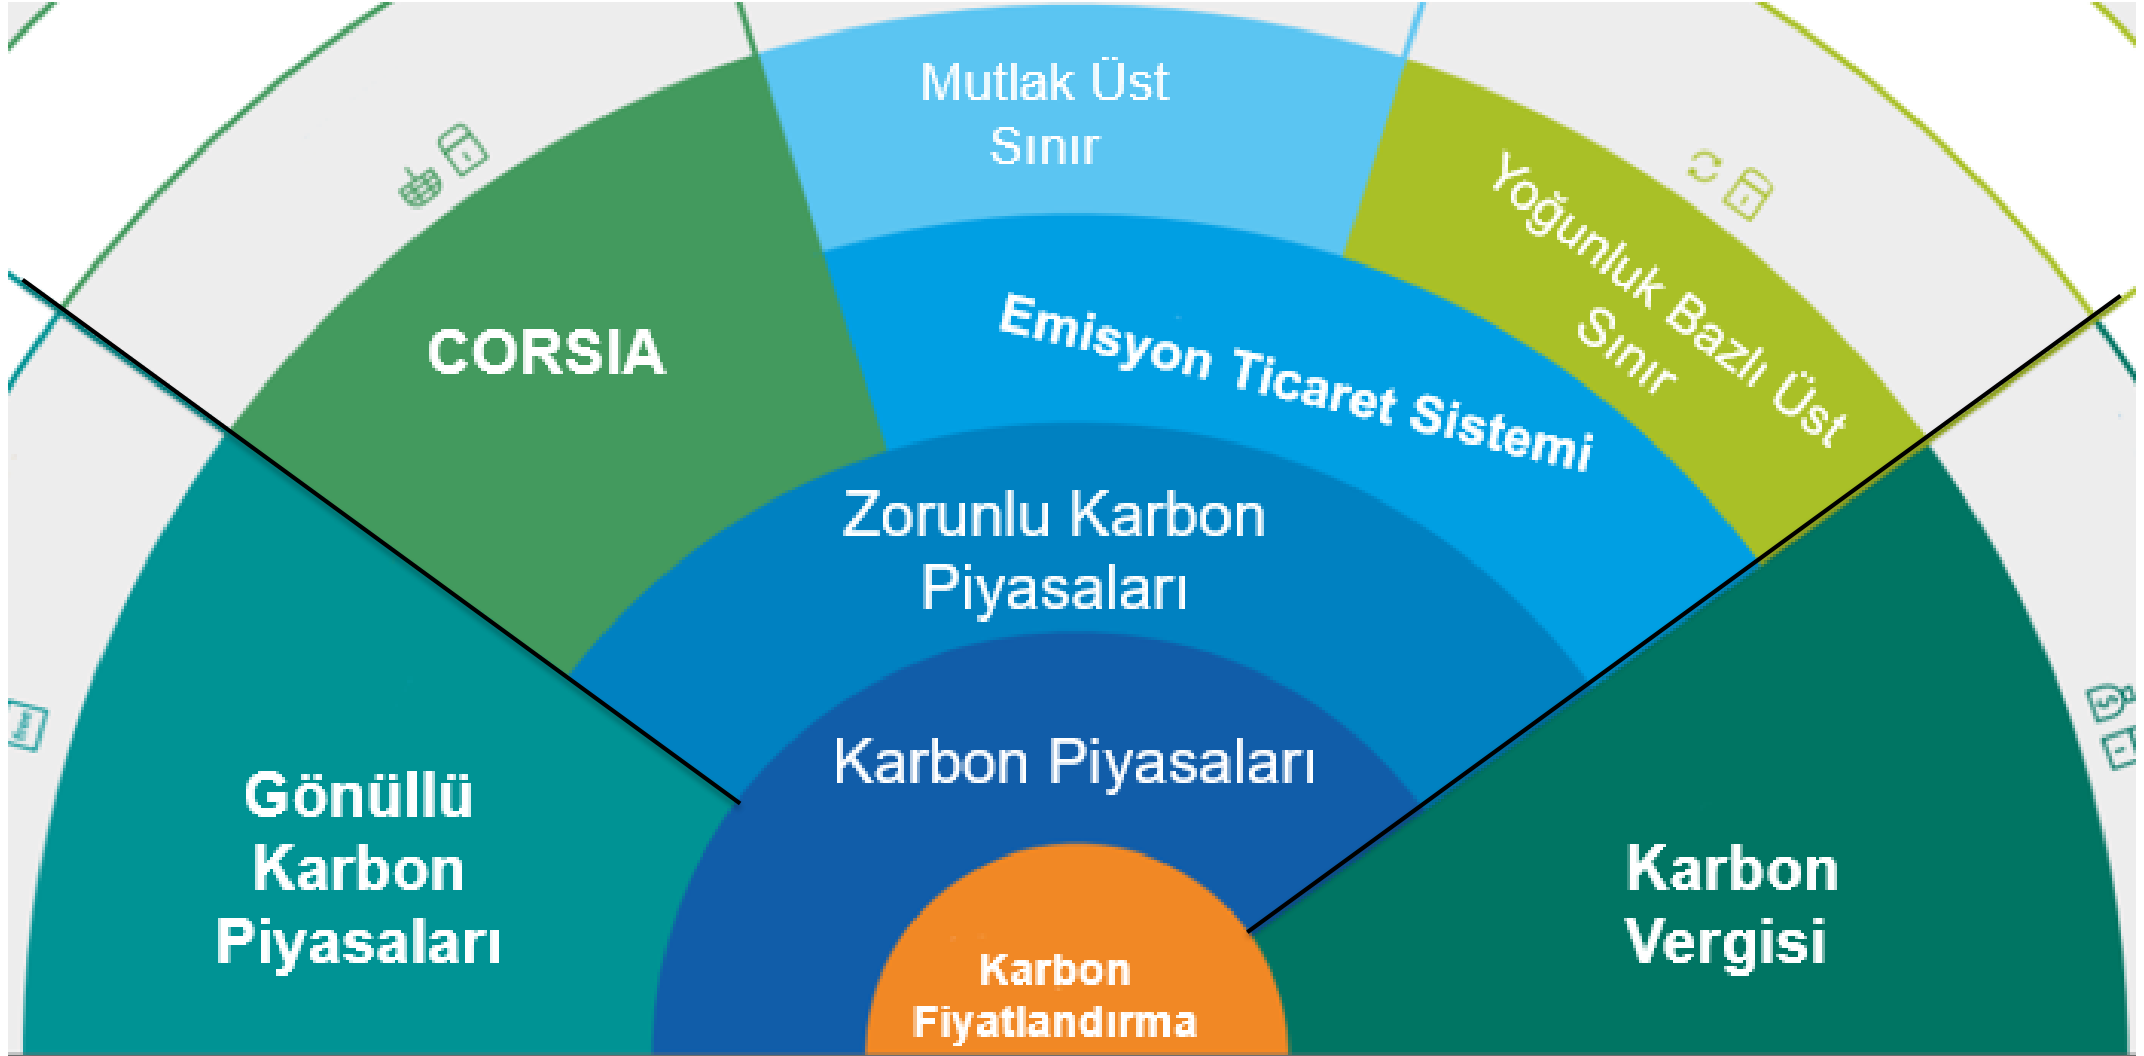 Mutlak Üst
Sınır
Yoğunluk Bazlı Üst
Sınır
CORSIA
Emisyon Ticaret Sistemi
Zorunlu Karbon
Piyasaları
Karbon Piyasaları
Gönüllü
Karbon
Piyasaları
Karbon
Vergisi
Karbon
Fiyatlandırma